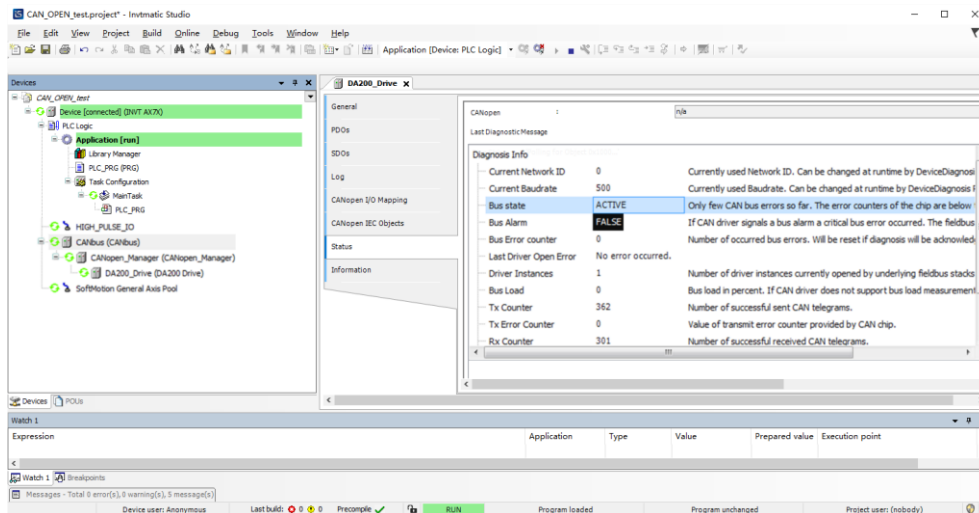 CAN_OPEN_test.project* - Invtmatic Studio
File Edit View Project Build Online Debug Tools Window Help
Application [Device: PLC Logic]
Devices
CAN_OPEN_test
Device [connected] (INVT AX7X)
PLC Logic
Application [run]
Library Manager
PLC_PRG (PRG)
Task Configuration
MainTask
PLC_PRG
HIGH_PULSE_IO
CANbus (CANbus)
CANopen_Manager (CANopen_Manager)
DA200_Drive (DA200 Drive)
SoftMotion General Axis Pool
Devices POUs
DA200_Drive
General
PDOs
SDOs
Log
CANopen I/O Mapping
CANopen IEC Objects
Status
Information
CANopen : n/a
Last Diagnostic Message
Diagnosis Info
Current Network ID 0 Currently used Network ID. Can be changed at runtime by DeviceDiagnosi
Current Baudrate 500 Currently used Baudrate. Can be changed at runtime by DeviceDiagnosis F
Bus state ACTIVE Only few CAN bus errors so far. The error counters of the chip are below
Bus Alarm FALSE If CAN driver signals a bus alarm a critical bus error occurred. The fieldbus
Bus Error counter 0 Number of occurred bus errors. Will be reset if diagnosis will be acknowled
Last Driver Open Error No error occurred.
Driver Instances 1 Number of driver instances currently opened by underlying fieldbus stacks
Bus Load 0 Bus load in percent. If CAN driver does not support bus load measurement
Tx Counter 362 Number of successful sent CAN telegrams.
Tx Error Counter 0 Value of transmit error counter provided by CAN chip.
Rx Counter 301 Number of successful received CAN telegrams.
Watch 1
Expression Application Type Value Prepared value Execution point
Watch 1 Breakpoints
Messages - Total 0 error(s), 0 warning(s), 5 message(s)
Device user: Anonymous Last build: 0 0 Precompile RUN Program loaded Program unchanged Project user: (nobody)